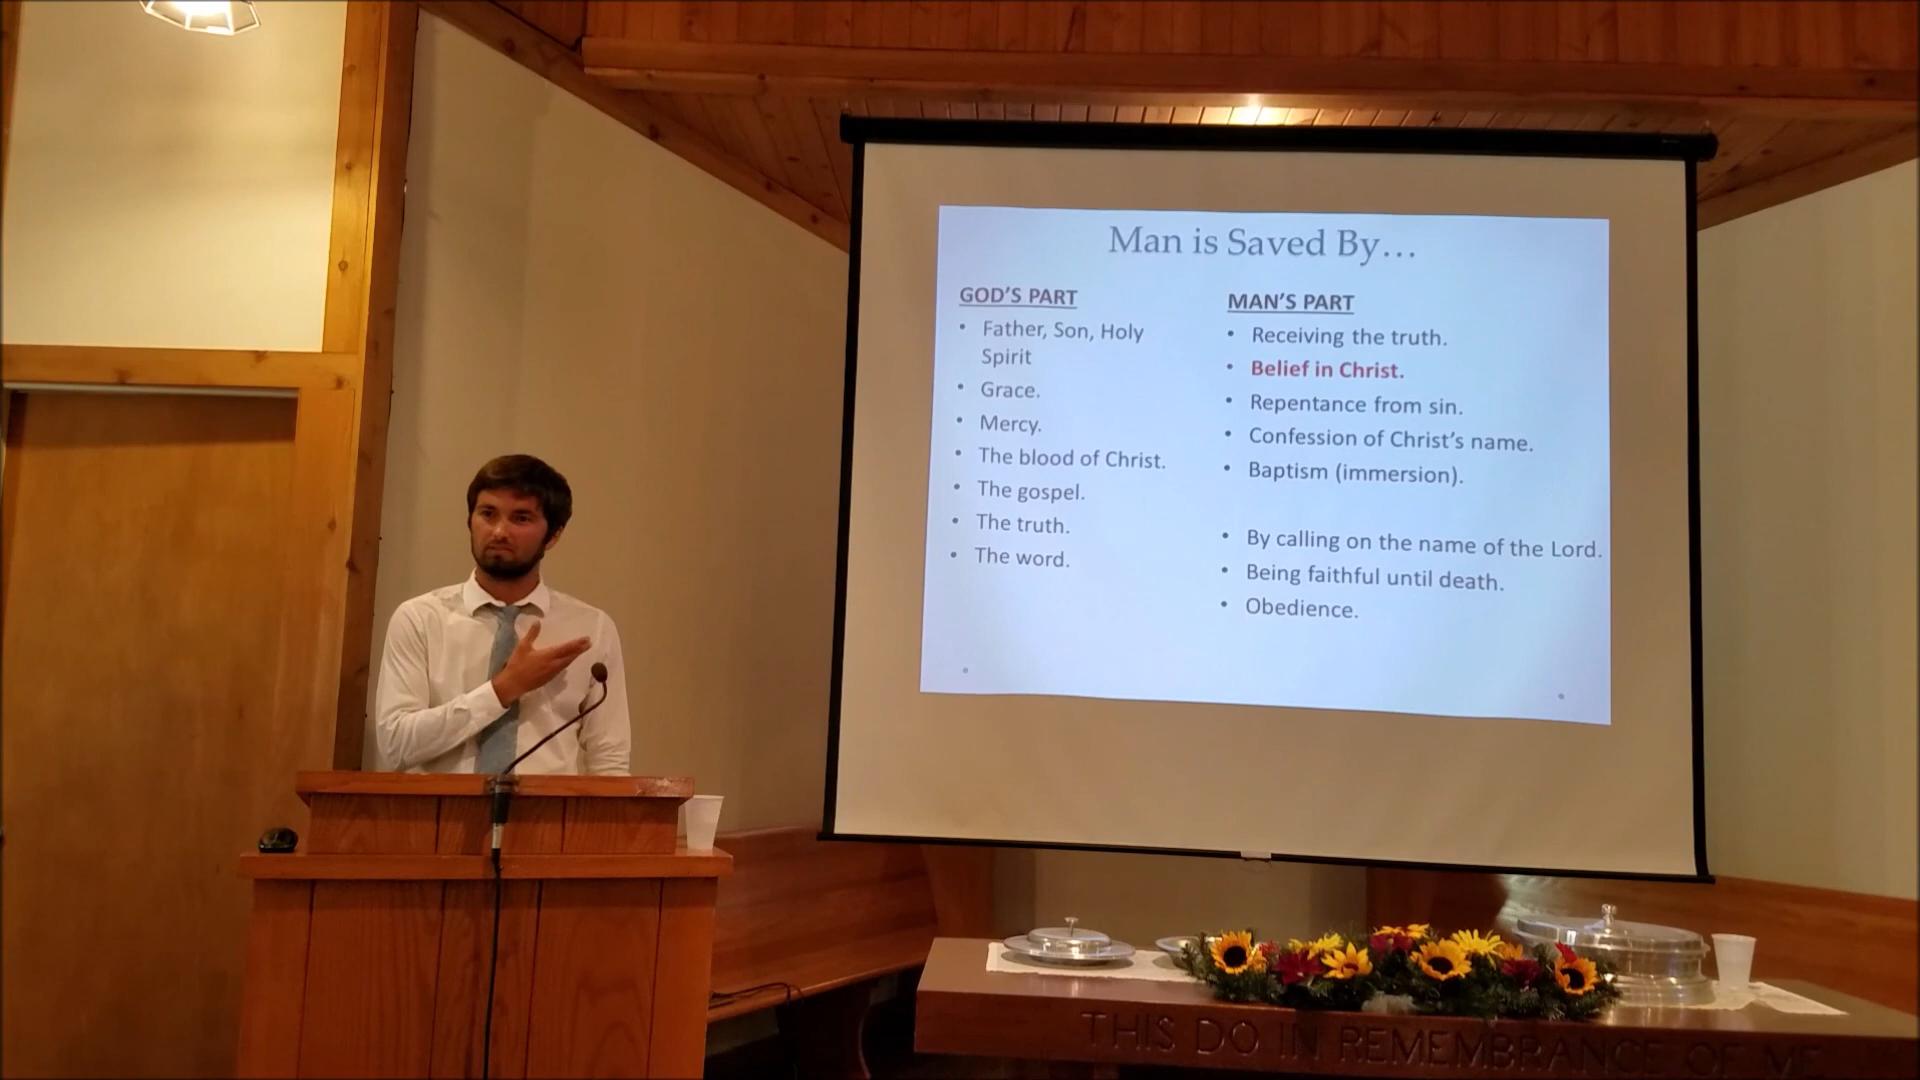 Man is Saved By...
GOD'S PART
• Father, Son, Holy
Spirit
• Grace.
• Mercy.
• The blood of Christ.
• The gospel.
• The truth.
• The word.
MAN'S PART
• Receiving the truth.
• Belief in Christ.
• Repentance from sin.
• Confession of Christ's name.
• Baptism (immersion).
• By calling on the name of the Lord.
• Being faithful until death.
• Obedience.
THIS DO IN REMEMBRANCE OF ME